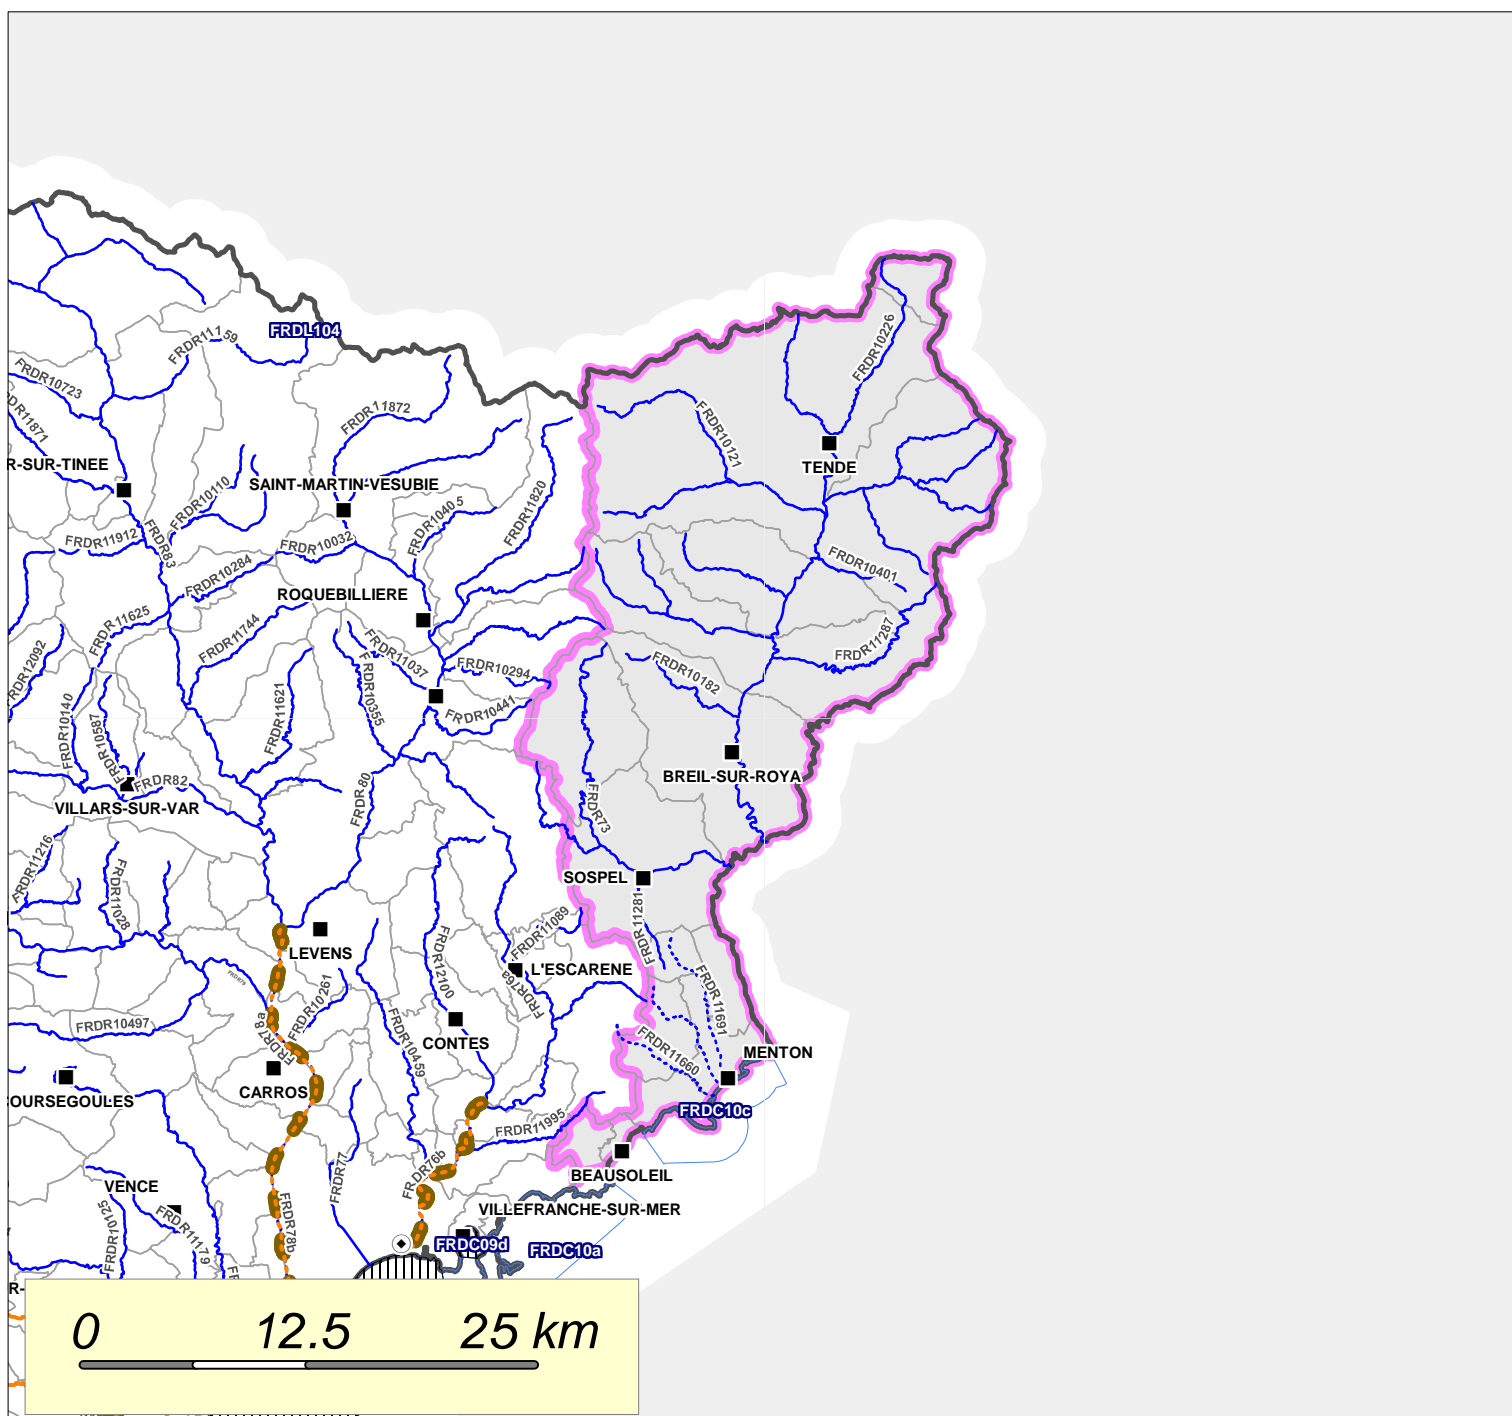 FRDL104
FRDR11159
FRDR10723
DR11871
FRDR11872
FRDR10226
FRDR10121
R-SUR-TINEE
TENDE
SAINT-MARTIN-VESUBIE
FRDR10110
FRDR10405
FRDR11820
FRDR11912
FRDR83
FRDR10032
FRDR10284
FRDR10401
ROQUEBILLIERE
FRDR11625
FRDR11744
FRDR11037
FRDR11287
FRDR12092
FRDR10355
FRDR10294
FRDR10182
FRDR10140
FRDR10587
FRDR11621
FRDR10441
BREIL-SUR-ROYA
FRDR82
FRDR80
FRDR73
VILLARS-SUR-VAR
FRDR11216
FRDR11028
SOSPEL
FRDR11281
FRDR11089
LEVENS
L'ESCARENE
FRDR12100
FRDR76a
FRDR10261
FRDR11691
FRDR10497
FRDR78a
FRDR10459
CONTES
MENTON
FRDR11660
CARROS
OURSEGOULES
FRDC10c
FRDR11995
FRDR76b
FRDR77
BEAUSOLEIL
VENCE
FRDR10125
FRDR11179
FRDR78b
VILLEFRANCHE-SUR-MER
FRDC09d
FRDC10a
FR
R-
0 12.5 25 km